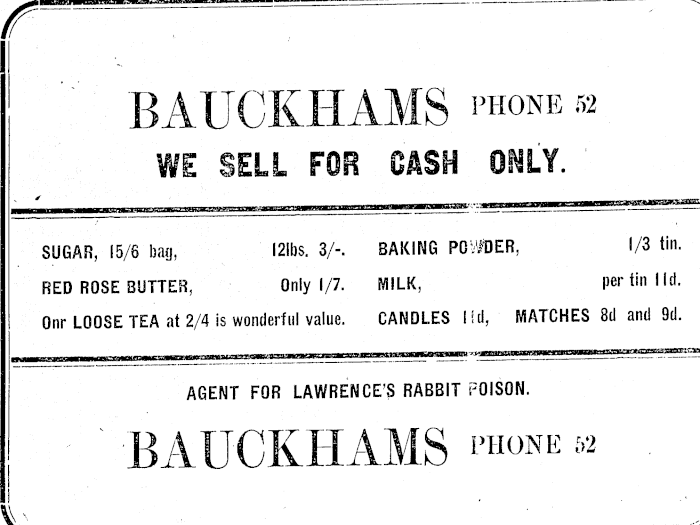 BAUCKHAMS PHONE 52
WE SELL FOR CASH ONLY.
SUGAR, 15/6 bag, 12lbs. 3/-.
RED ROSE BUTTER, Only 1/7.
Onr LOOSE TEA at 2/4 is wonderful value.
BAKING POWDER, 1/3 tin.
MILK, per tin 11d.
CANDLES 11d, MATCHES 8d and 9d.
AGENT FOR LAWRENCE'S RABBIT POISON.
BAUCKHAMS PHONE 52